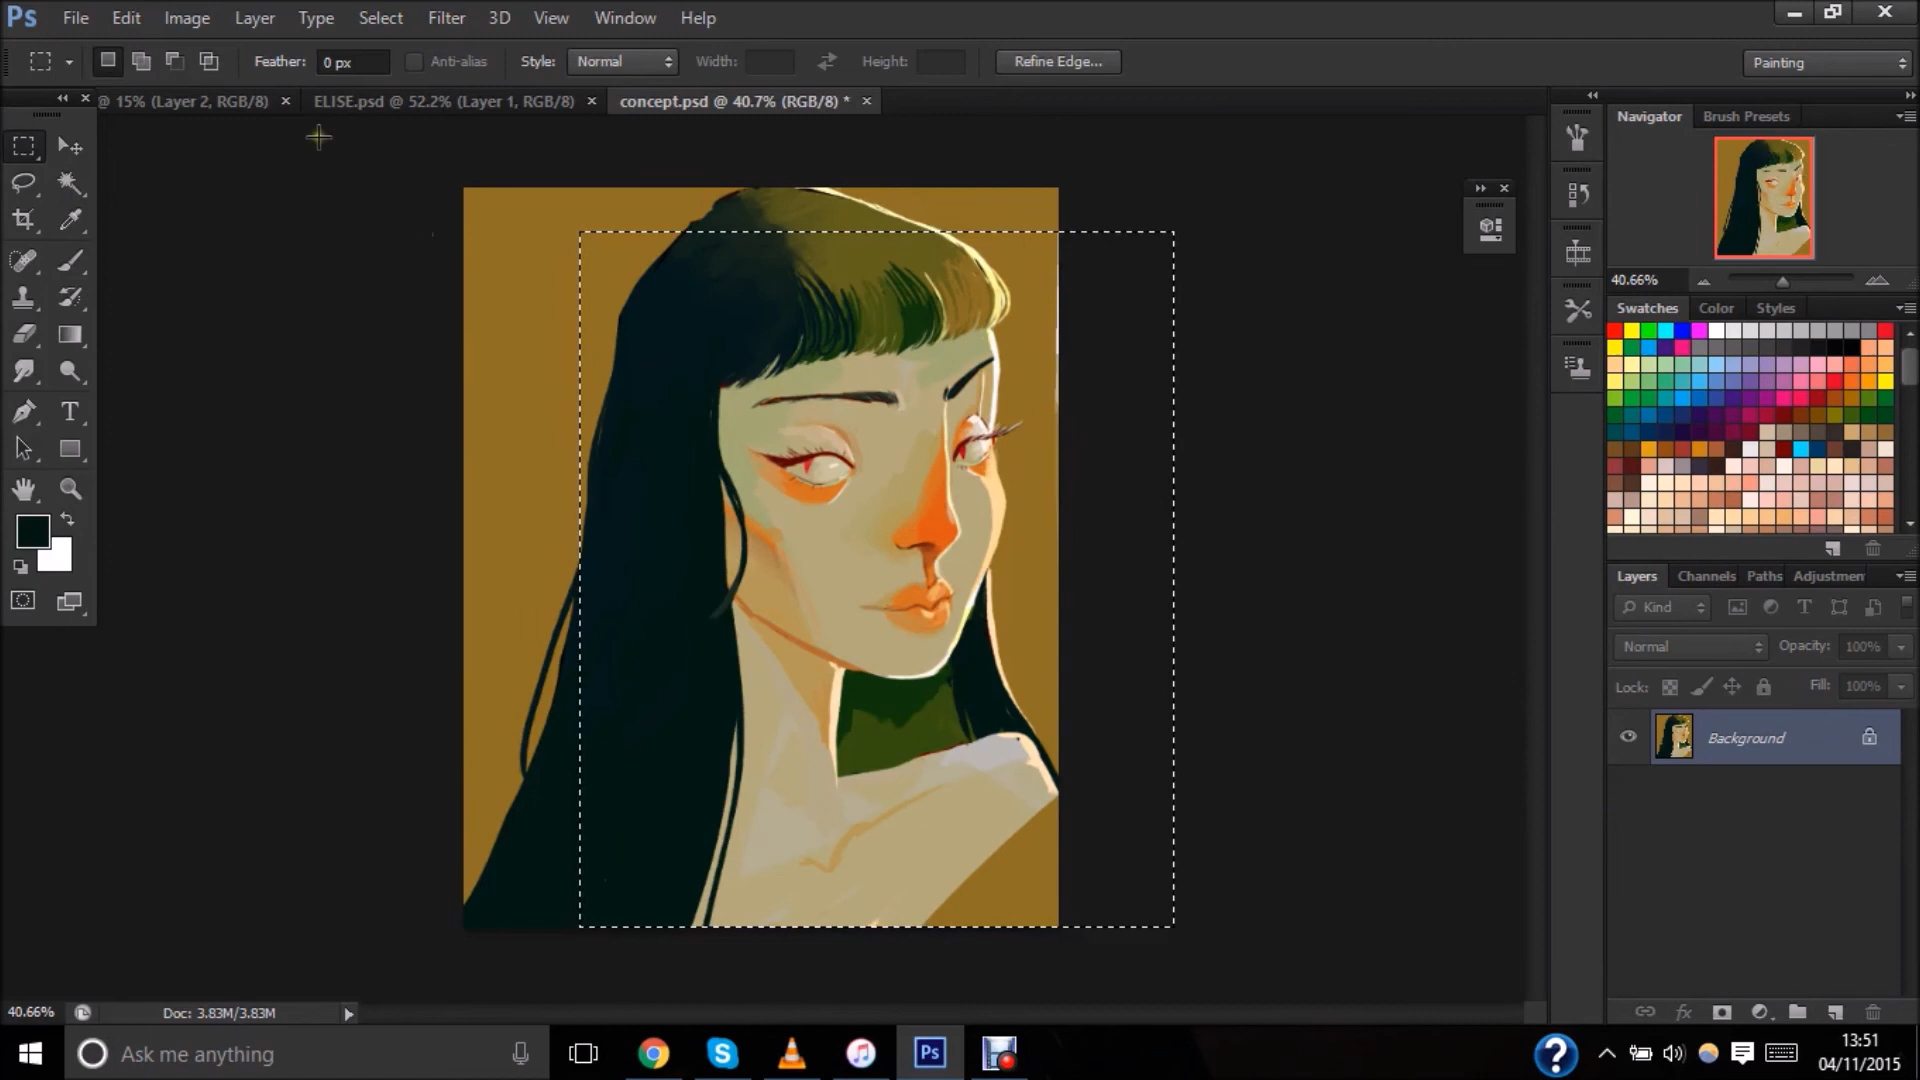 Ps File Edit Image Layer Type Select Filter 3D View Window Help
Feather: 0 px Anti-alias Style: Normal Width: Height: Refine Edge... Painting
@ 15% (Layer 2, RGB/8) × ELISE.psd @ 52.2% (Layer 1, RGB/8) × concept.psd @ 40.7% (RGB/8) * ×
Navigator Brush Presets
40.66%
Swatches Color Styles
Layers Channels Paths Adjustmen
Kind
Normal Opacity: 100%
Lock: Fill: 100%
Background
40.66% Doc: 3.83M/3.83M
Ask me anything
Ps
13:51
04/11/2015